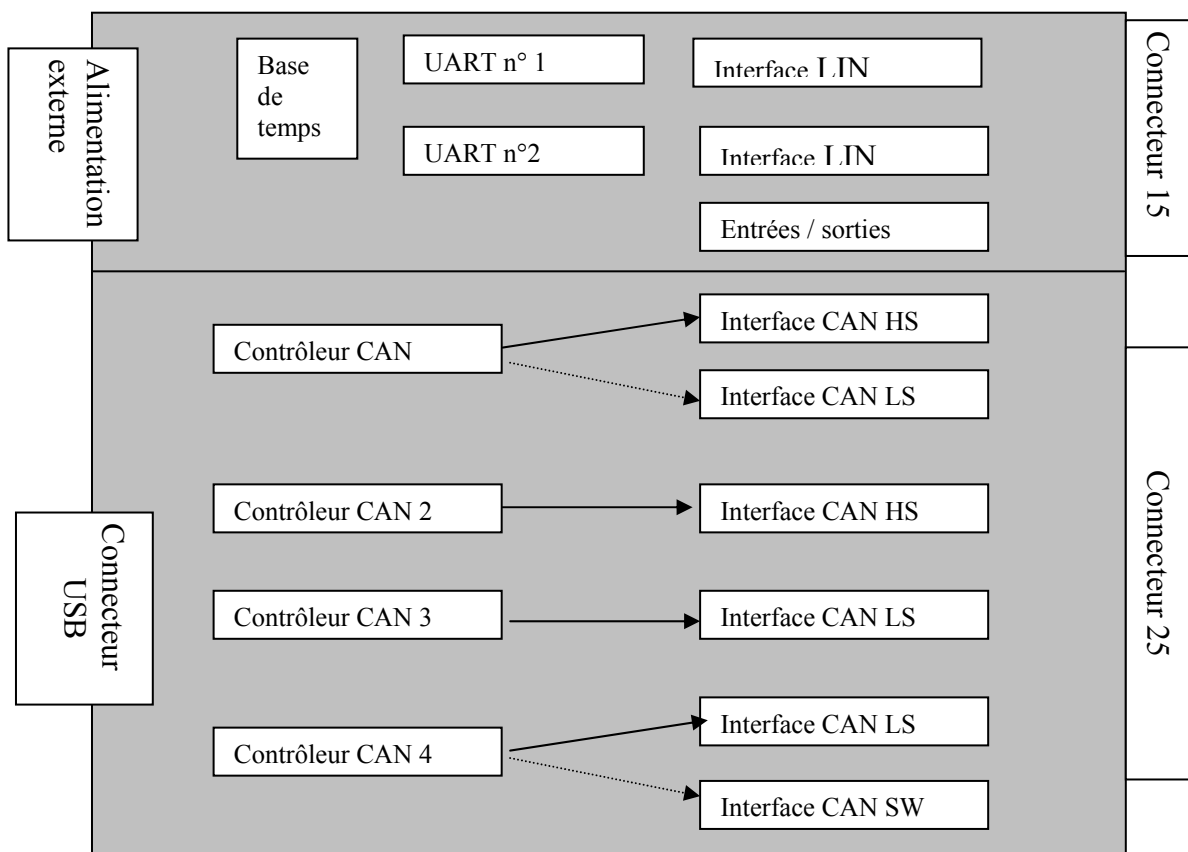 Alimentation
externe
Base
de
temps
UART n° 1
Interface LIN
UART n°2
Interface LIN
Entrées / sorties
Connecteur 15
Contrôleur CAN
Interface CAN HS
Interface CAN LS
Contrôleur CAN 2
Interface CAN HS
Connecteur
USB
Contrôleur CAN 3
Interface CAN LS
Connecteur 25
Contrôleur CAN 4
Interface CAN LS
Interface CAN SW